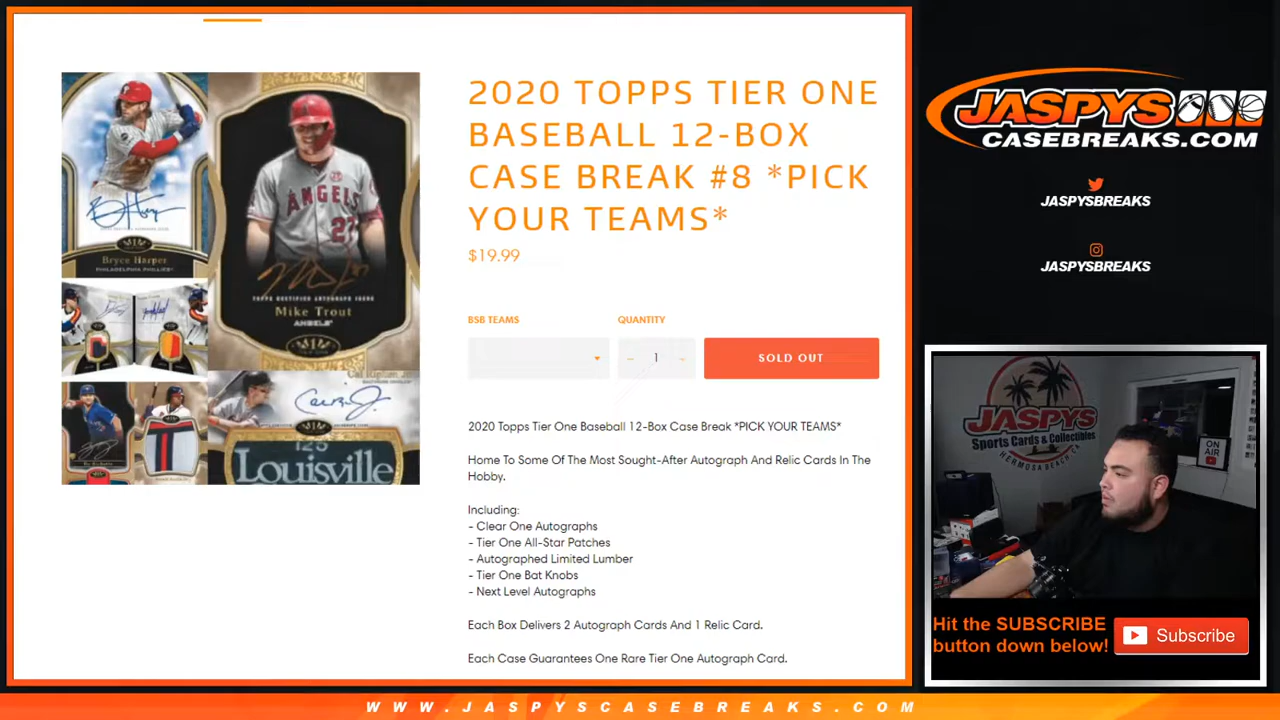 2020 TOPPS TIER ONE
BASEBALL 12-BOX
CASE BREAK #8 *PICK
YOUR TEAMS*
$19.99
BSB TEAMS
QUANTITY
1
SOLD OUT
2020 Topps Tier One Baseball 12-Box Case Break *PICK YOUR TEAMS*
Home To Some Of The Most Sought-After Autograph And Relic Cards In The
Hobby.
Including:
- Clear One Autographs
- Tier One All-Star Patches
- Autographed Limited Lumber
- Tier One Bat Knobs
- Next Level Autographs
Each Box Delivers 2 Autograph Cards And 1 Relic Card.
Each Case Guarantees One Rare Tier One Autograph Card.
Bryce Harper
PHILADELPHIA PHILLIES
ANGELS
27
TOPPS CERTIFIED AUTOGRAPH ISSUE
Mike Trout
ANGELS
125
Louisville
JASPYS
CASEBREAKS.COM
JASPYSBREAKS
JASPYSBREAKS
JASPYS
Sports Cards & Collectibles
HERMOSA BEACH, CA
ON
AIR
Hit the SUBSCRIBE
button down below!
Subscribe
WWW.JASPYSCASEBREAKS.COM